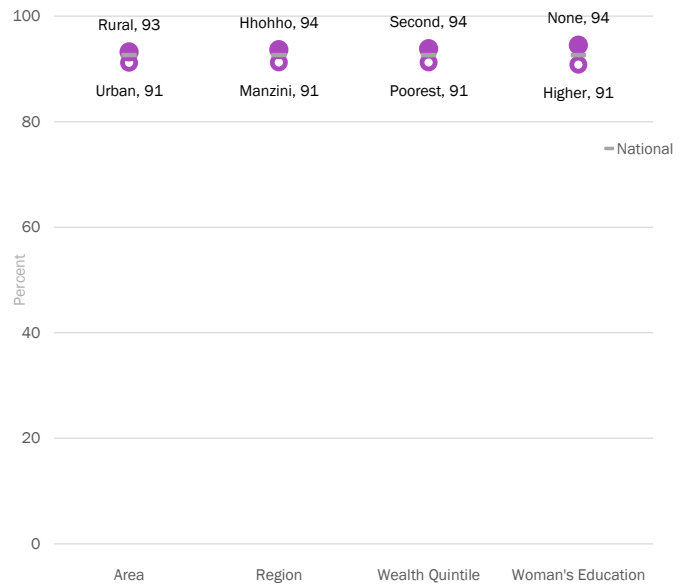 100
Rural, 93
Hhohho, 94
Second, 94
None, 94
Urban, 91
Manzini, 91
Poorest, 91
Higher, 91
80
National
60
Percent
40
20
0
Area
Region
Wealth Quintile
Woman's Education